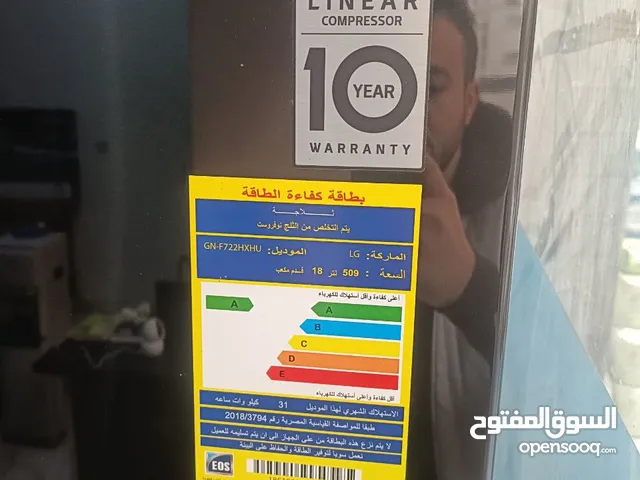 LINEAR
COMPRESSOR
10 YEAR
WARRANTY
بطاقة كفاءة الطاقة
ثلاجة
يتم التخلص من الثلج نوفروست
الماركة: LG الموديل: GN-F722HXHU
السعة : 509 لتر 18 قدم مكعب
أعلى كفاءة وأقل استهلاك للكهرباء
A A
B
C
D
E
أقل كفاءة وأعلى استهلاك للكهرباء
الاستهلاك الشهري لهذا الموديل 31 كيلو وات ساعه
طبقا للمواصفة القياسية المصرية رقم 2018/3794
لا يتم نزع هذه البطاقة من على الجهاز الى ان يتم تسليمه للعميل
نعمل سويا لتوفير الطاقة والحفاظ على البيئة
EOS
السوق المفتوح
opensooq.com